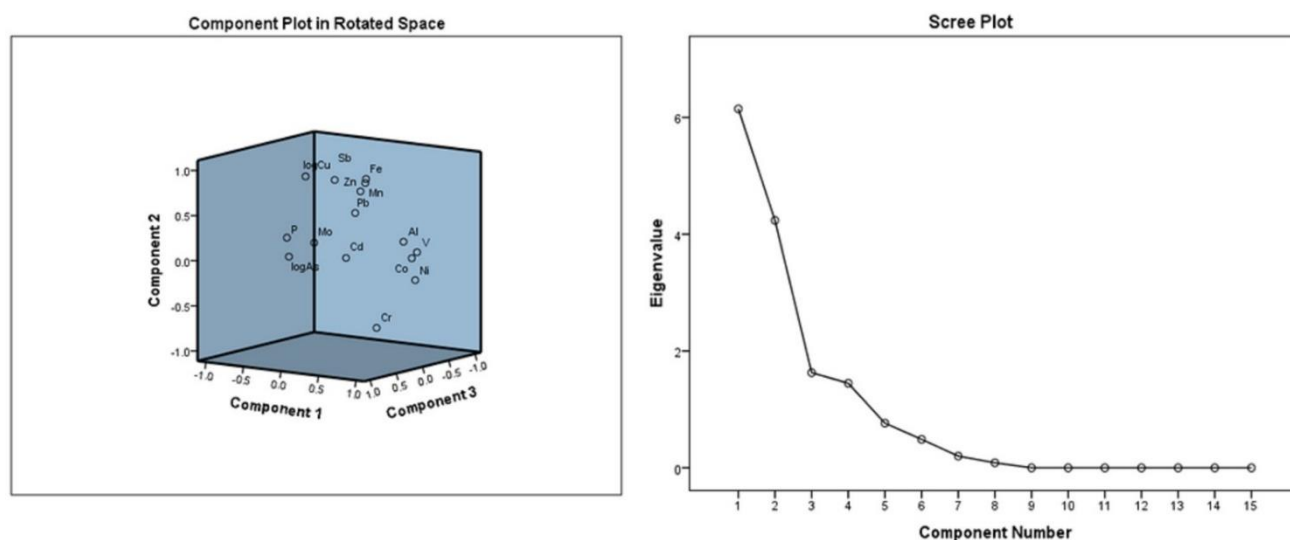 Component Plot in Rotated Space
Component 2
1.0
0.5
0.0
-0.5
-1.0
Sb
logCu
Fe
Zn
Mn
Pb
P
Mo
Al
V
Cd
logAs
Co
Ni
Cr
-1.0 -0.5 0.0 0.5 1.0
Component 1
1.0 0.5 0.0 -0.5 -1.0
Component 3
Scree Plot
Eigenvalue
6
4
2
0
1 2 3 4 5 6 7 8 9 10 11 12 13 14 15
Component Number